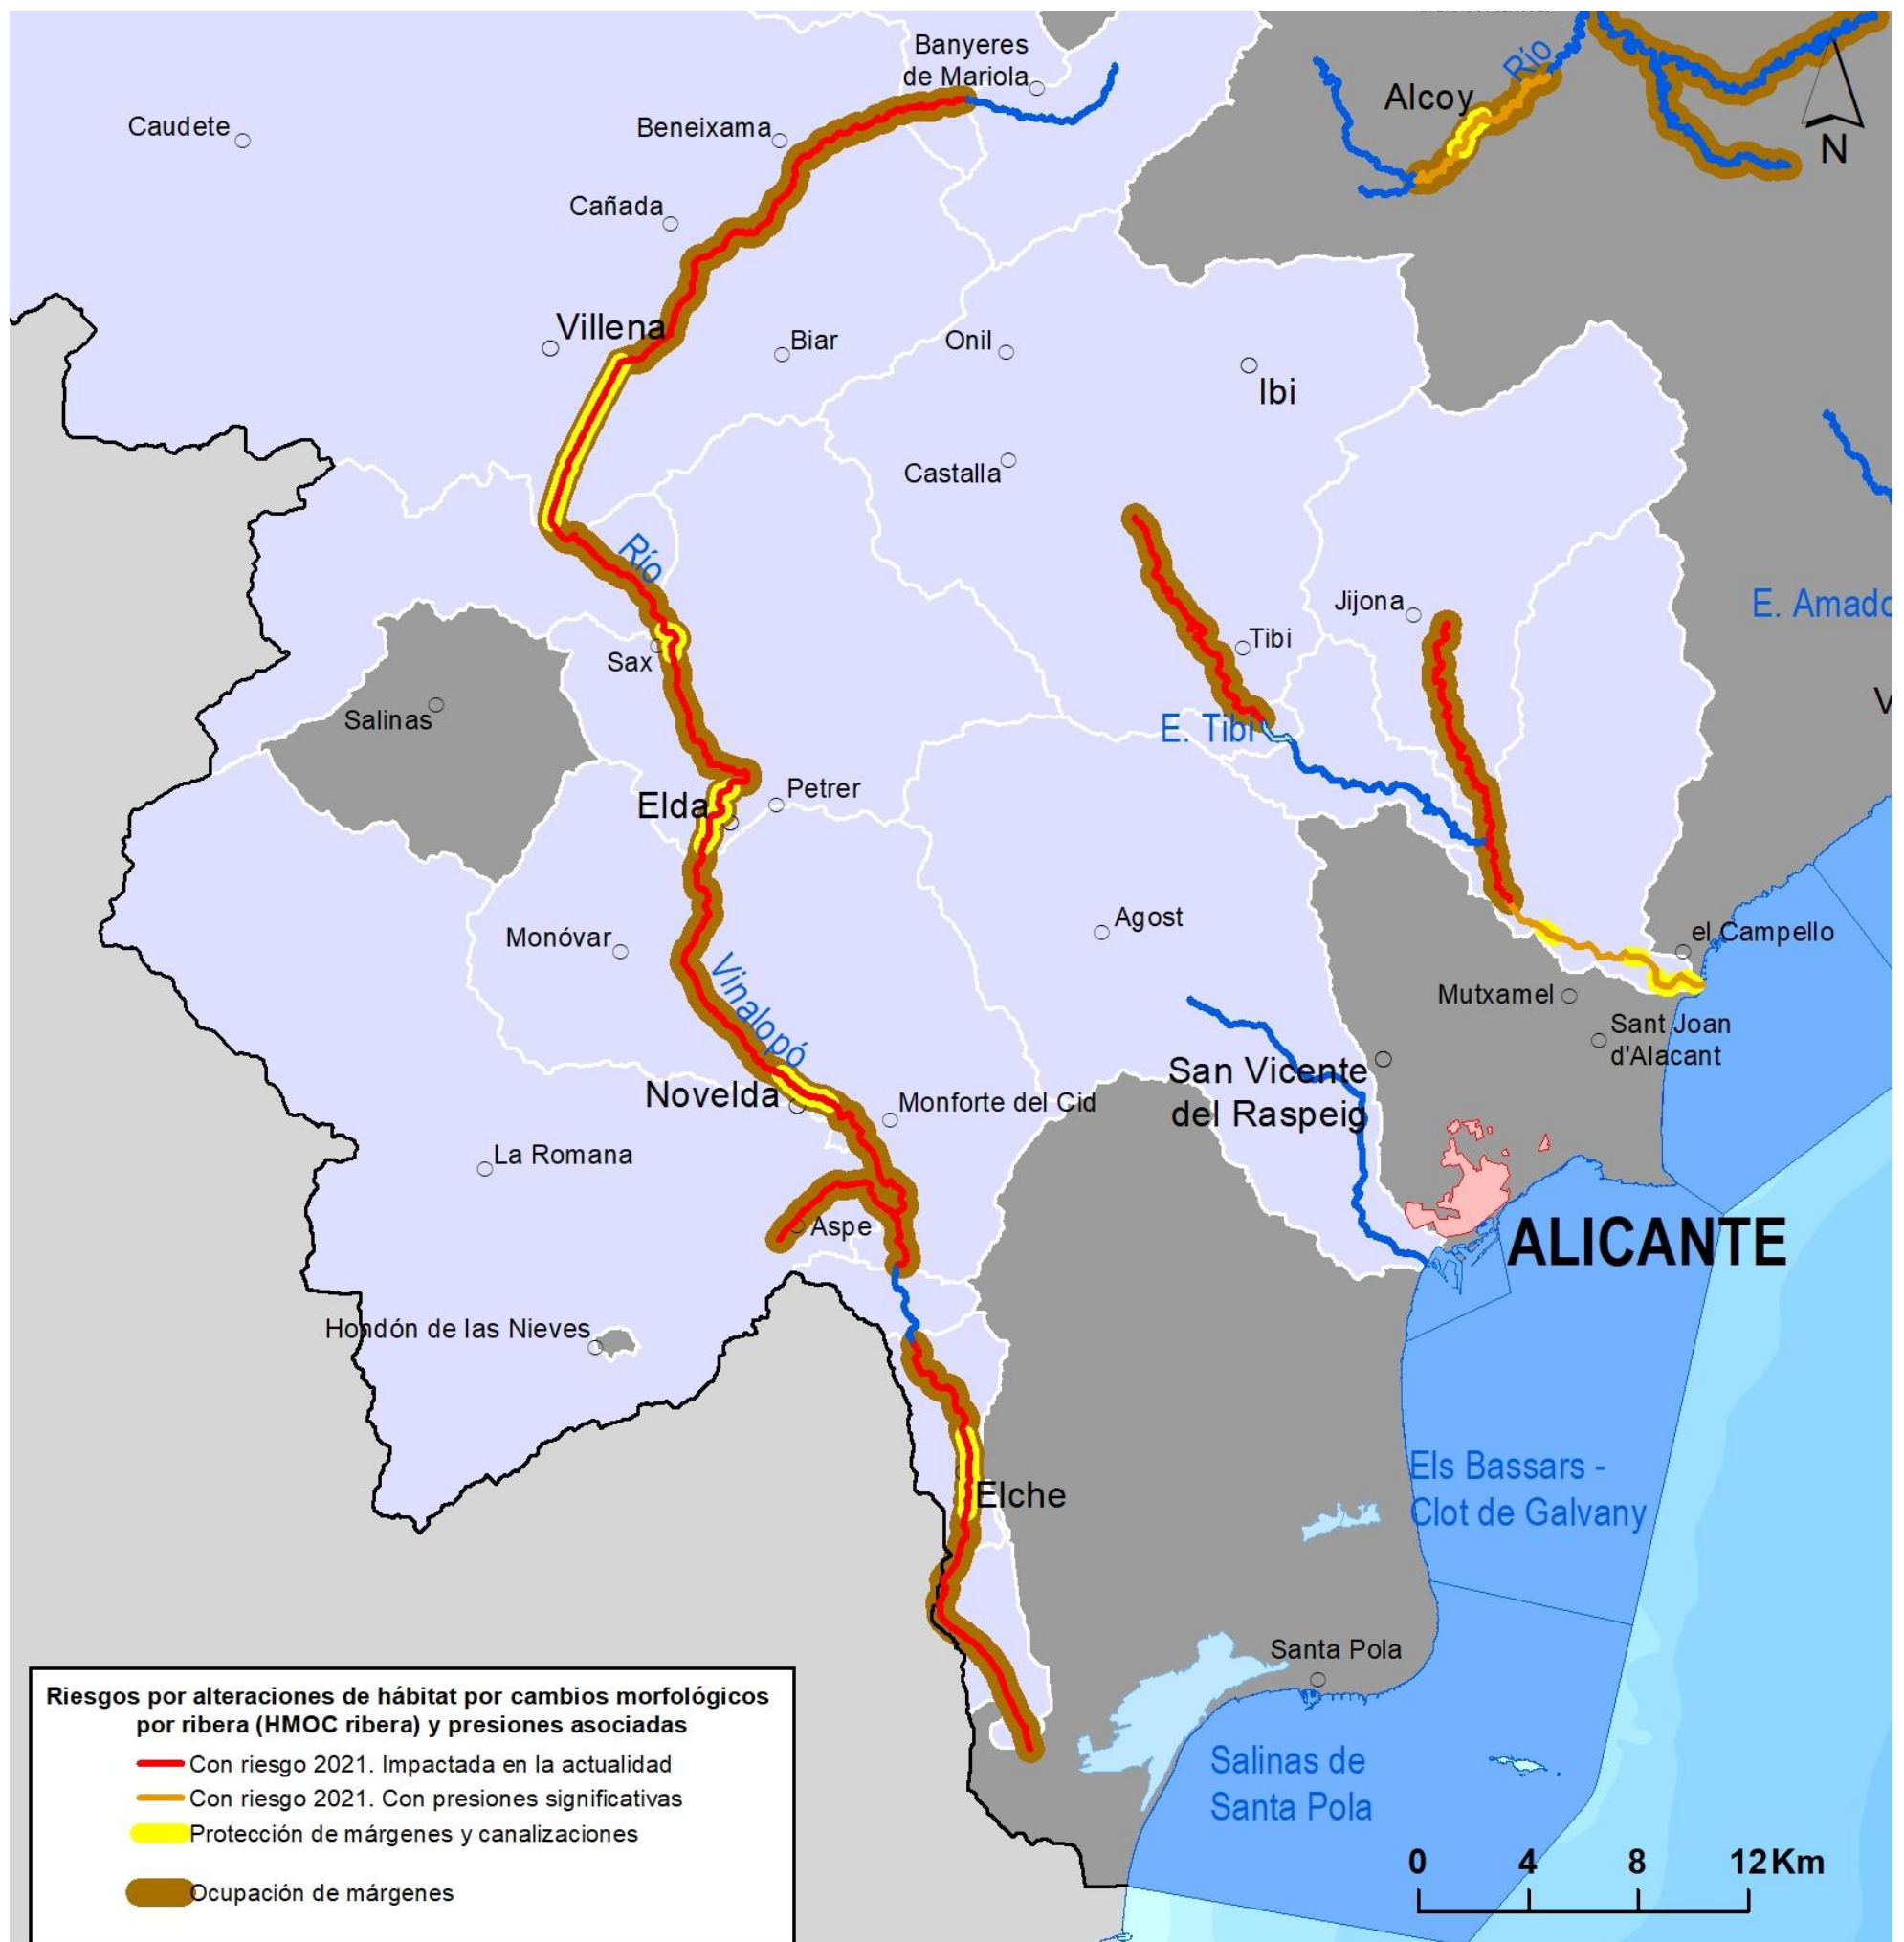 Banyeres
de Mariola
Río
Alcoy
Caudete
Beneixama
N
Cañada
Villena
Biar
Onil
Ibi
Castalla
Río
Jijona
E. Amado
Tibi
Sax
Salinas
E. Tibi
V
Petrer
Elda
Agost
el Campello
Monóvar
Vinalopó
Mutxamel
Sant Joan
d'Alacant
San Vicente
del Raspeig
Novelda
Monforte del Cid
La Romana
Aspe
ALICANTE
Hondón de las Nieves
Els Bassars -
Clot de Galvany
Elche
Santa Pola
Salinas de
Santa Pola
Riesgos por alteraciones de hábitat por cambios morfológicos
por ribera (HMOC ribera) y presiones asociadas
Con riesgo 2021. Impactada en la actualidad
Con riesgo 2021. Con presiones significativas
Protección de márgenes y canalizaciones
Ocupación de márgenes
0 4 8 12 Km